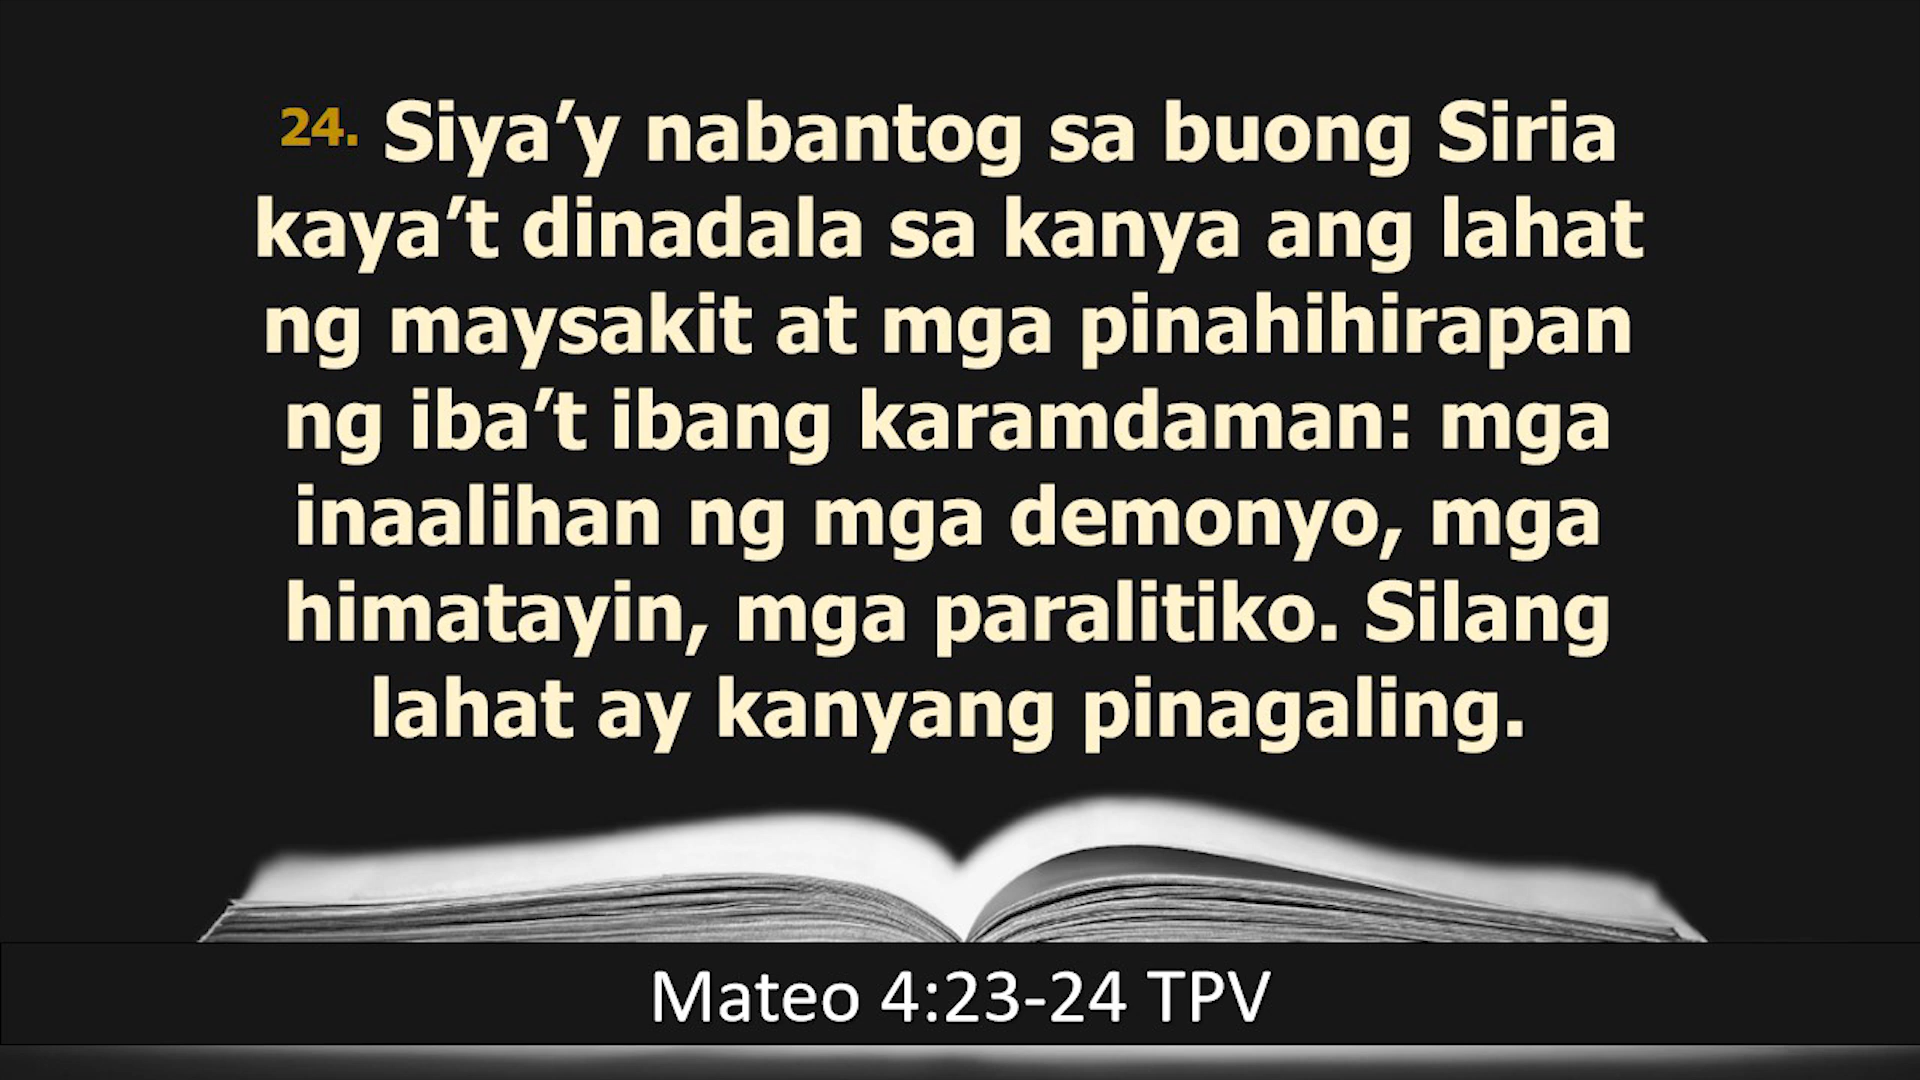 24. Siya’y nabantog sa buong Siria
kaya’t dinadala sa kanya ang lahat
ng maysakit at mga pinahihirapan
ng iba’t ibang karamdaman: mga
inaalihan ng mga demonyo, mga
himatayin, mga paralitiko. Silang
lahat ay kanyang pinagaling.
Mateo 4:23-24 TPV